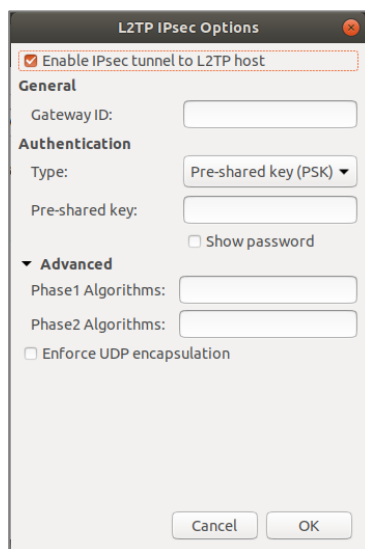 L2TP IPsec Options
Enable IPsec tunnel to L2TP host
General
Gateway ID:
Authentication
Type: Pre-shared key (PSK)
Pre-shared key:
Show password
Advanced
Phase1 Algorithms:
Phase2 Algorithms:
Enforce UDP encapsulation
Cancel OK